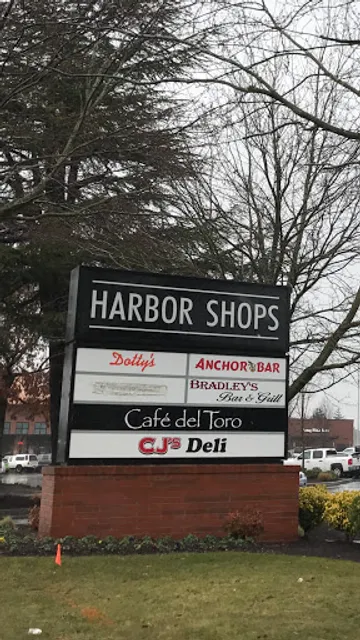 HARBOR SHOPS
Dotty's
ANCHOR BAR
BRADLEY'S
Bar & Grill
Café del Toro
CJ'S Deli